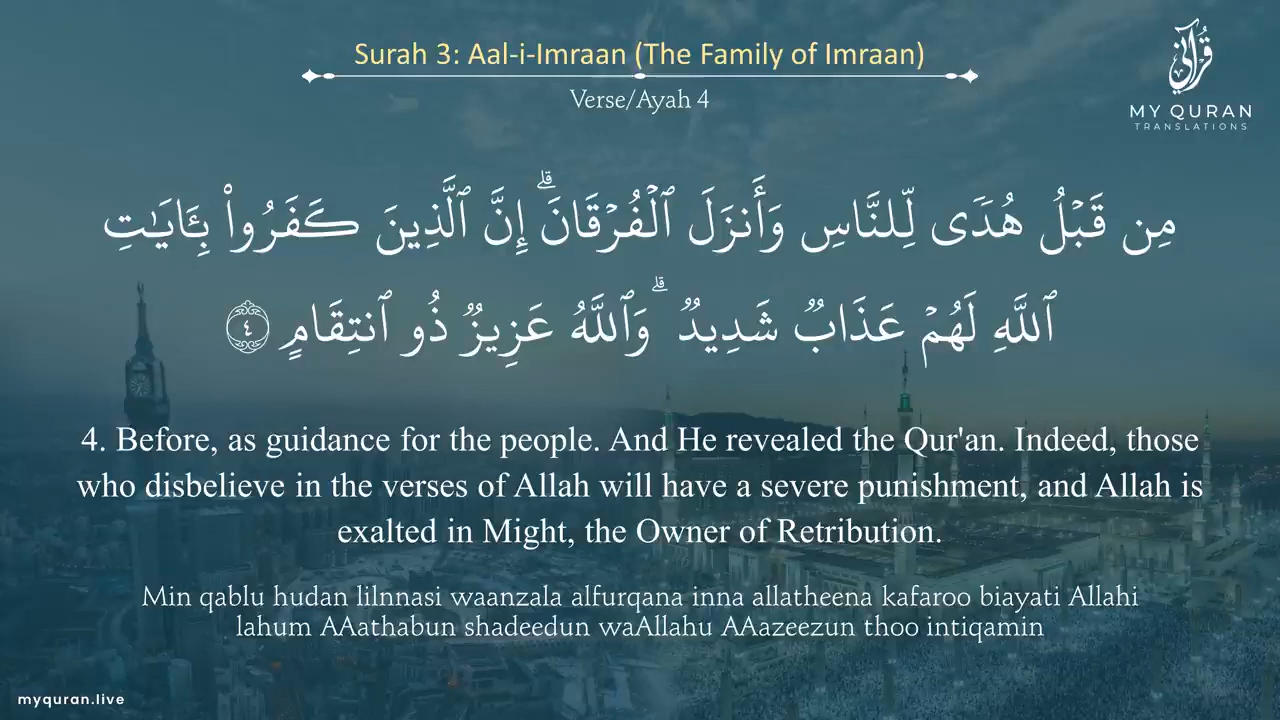 Surah 3: Aal-i-Imraan (The Family of Imraan)
Verse/Ayah 4
قرآن
MY QURAN
TRANSLATIONS
مِن قَبْلُ هُدًى لِّلنَّاسِ وَأَنزَلَ ٱلْفُرْقَانَ ۗ إِنَّ ٱلَّذِينَ كَفَرُوا۟ بِـَٔايَـٰتِ
ٱللَّهِ لَهُمْ عَذَابٌ شَدِيدٌ ۗ وَٱللَّهُ عَزِيزٌ ذُو ٱنتِقَامٍ ٤
4. Before, as guidance for the people. And He revealed the Qur'an. Indeed, those
who disbelieve in the verses of Allah will have a severe punishment, and Allah is
exalted in Might, the Owner of Retribution.
Min qablu hudan lilnnasi waanzala alfurqana inna allatheena kafaroo biayati Allahi
lahum AAathabun shadeedun waAllahu AAazeezun thoo intiqamin
myquran.live